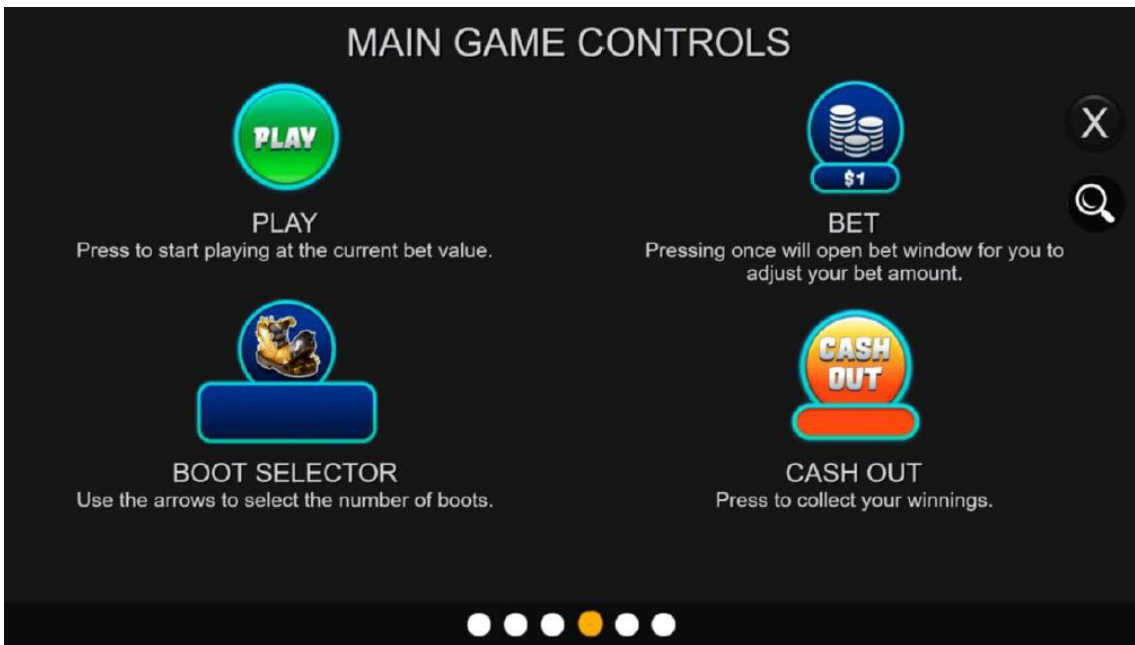 MAIN GAME CONTROLS
PLAY
PLAY
Press to start playing at the current bet value.
$1
BET
Pressing once will open bet window for you to
adjust your bet amount.
X
BOOT SELECTOR
Use the arrows to select the number of boots.
CASH
OUT
CASH OUT
Press to collect your winnings.